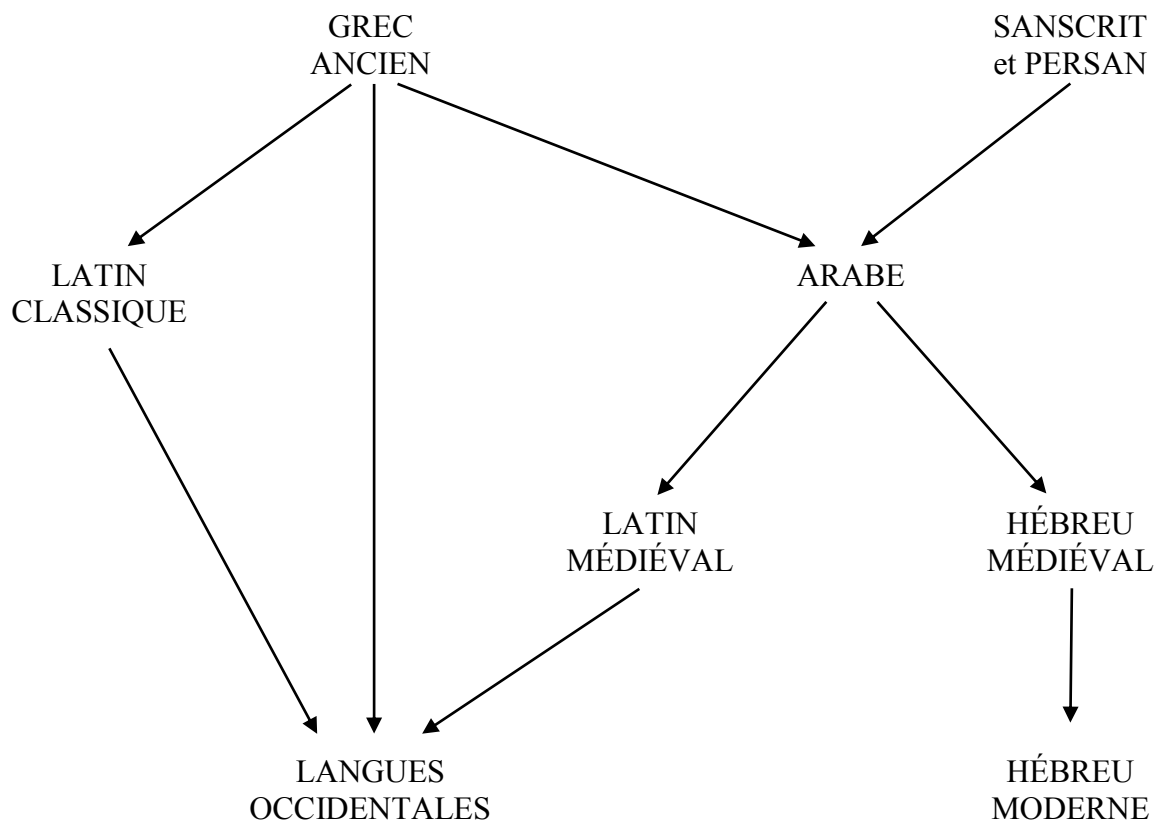 GREC
ANCIEN
SANSCRIT
et PERSAN
LATIN
CLASSIQUE
ARABE
LATIN
MÉDIÉVAL
HÉBREU
MÉDIÉVAL
LANGUES
OCCIDENTALES
HÉBREU
MODERNE